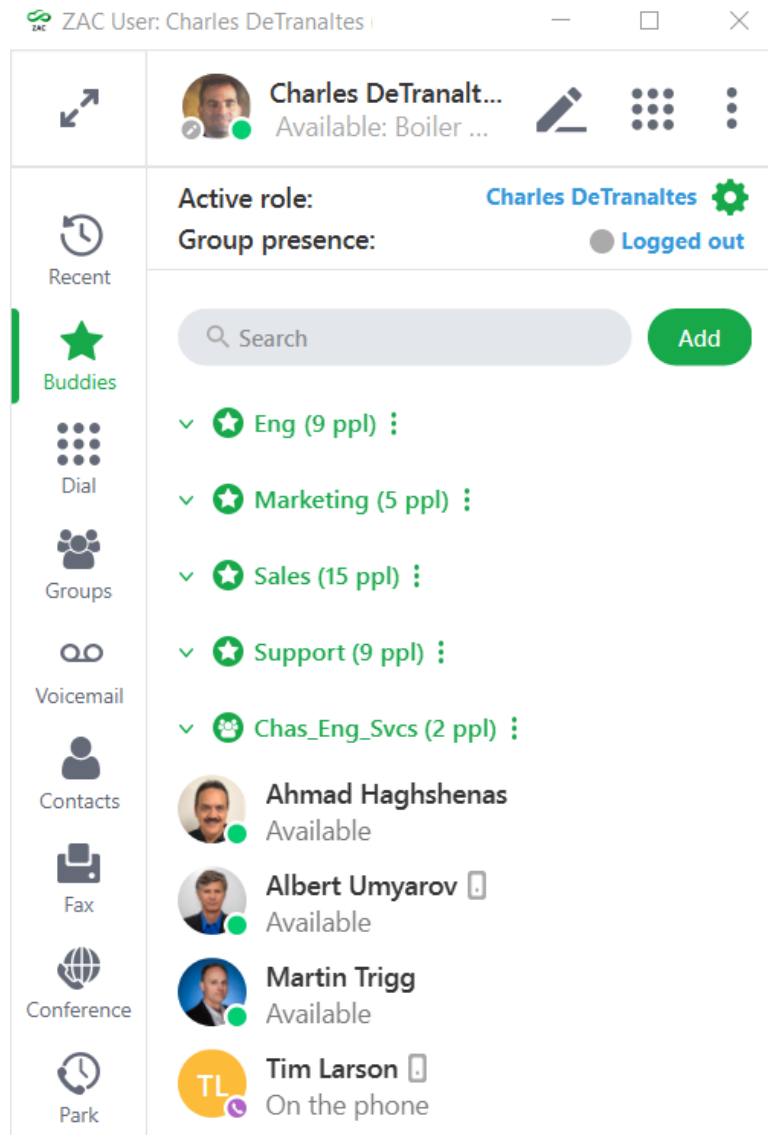 ZAC
ZAC User: Charles DeTranaltes (
Charles DeTranalt...
Available: Boiler ...
Active role:
Charles DeTranaltes
Group presence:
Logged out
Recent
Search
Add
Buddies
Eng (9 ppl)
Dial
Marketing (5 ppl)
Groups
Sales (15 ppl)
Support (9 ppl)
Voicemail
Chas_Eng_Svcs (2 ppl)
Contacts
Ahmad Haghshenas
Available
Fax
Albert Umyarov
Available
Conference
Martin Trigg
Available
Park
Tim Larson
TL
On the phone